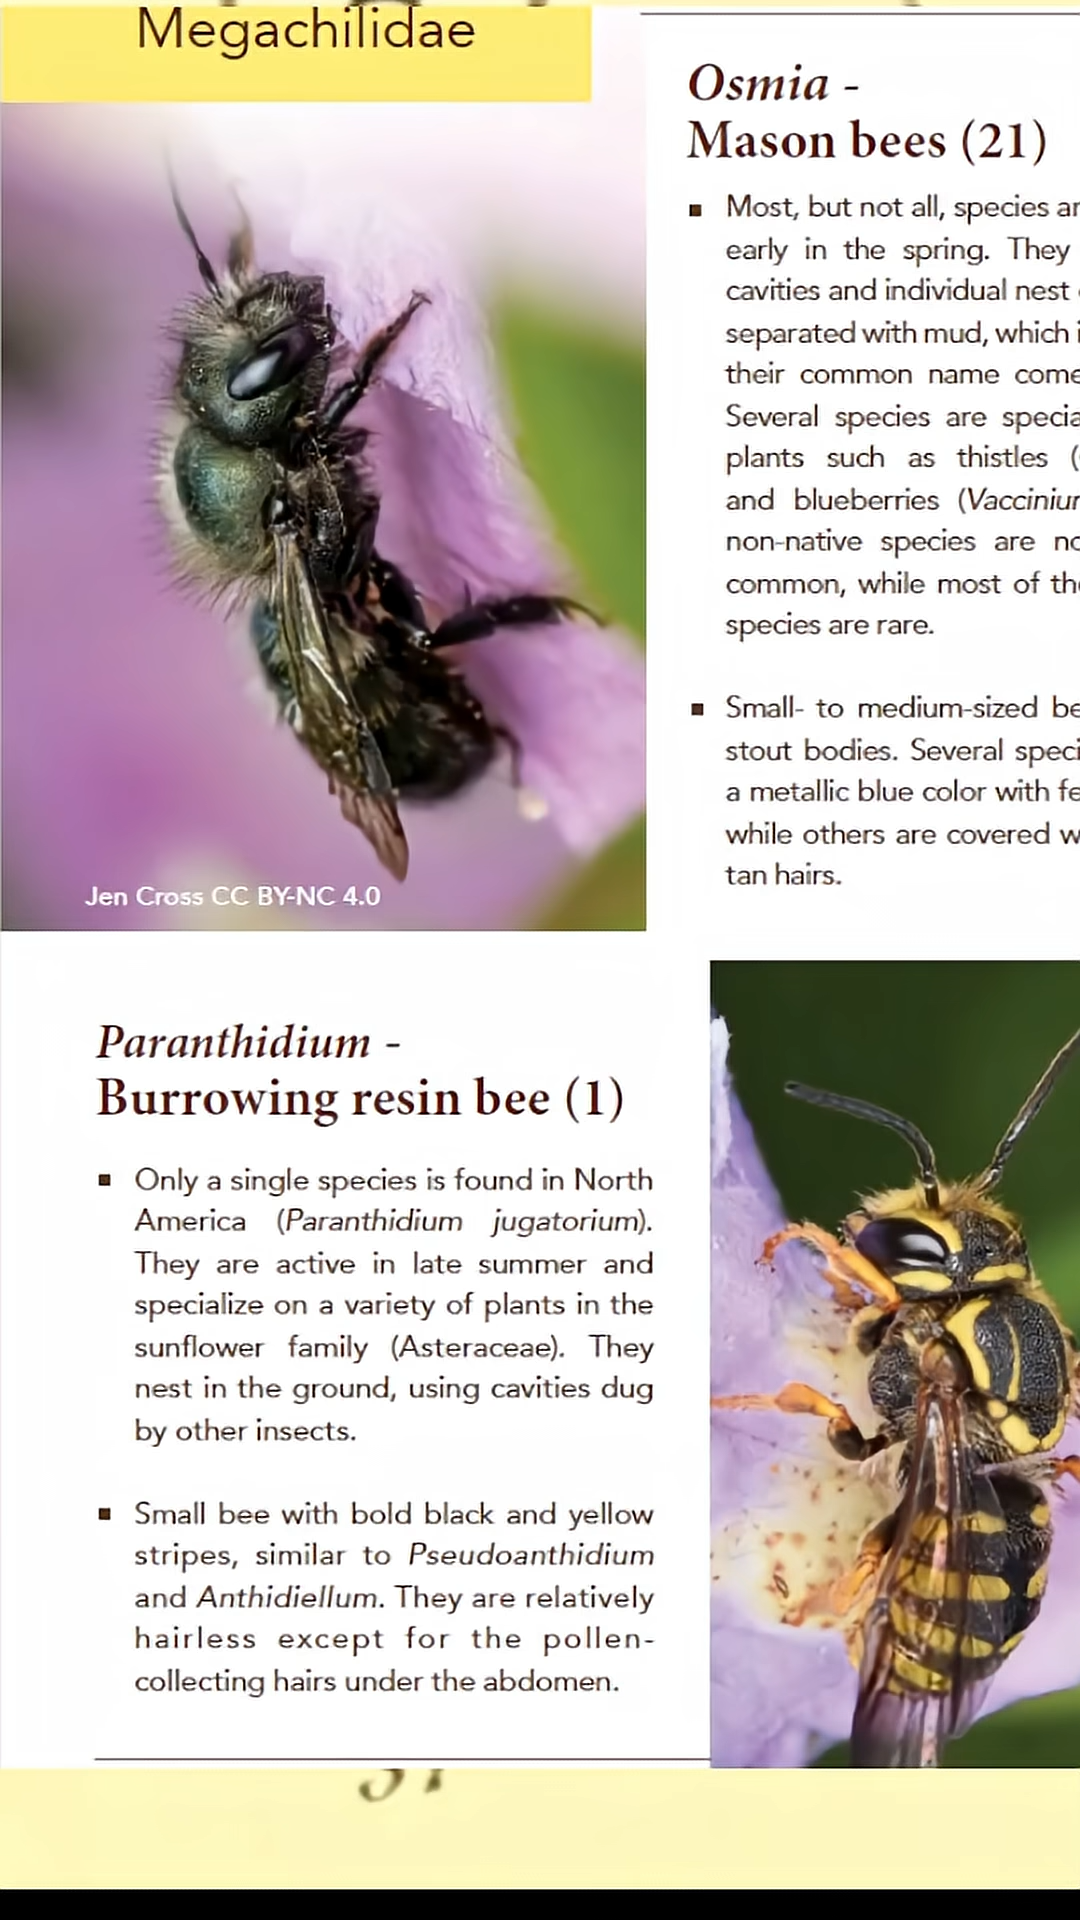 Megachilidae
Osmia -
Mason bees (21)
Most, but not all, species
early in the spring. They
cavities and individual nest
separated with mud, which
their common name
Several species are
plants such as thistles (
and blueberries (
non-native species are
common, while most of
species are rare.
Small- to medium-sized
stout bodies. Several
a metallic blue color with
while others are covered
tan hairs.
Jen Cross CC BY-NC 4.0
Paranthidium -
Burrowing resin bee (1)
Only a single species is found in North
America (Paranthidium jugatorium).
They are active in late summer and
specialize on a variety of plants in the
sunflower family (Asteraceae). They
nest in the ground, using cavities dug
by other insects.
Small bee with bold black and yellow
stripes, similar to Pseudoanthidium
and Anthidiellum. They are relatively
hairless except for the pollen-
collecting hairs under the abdomen.